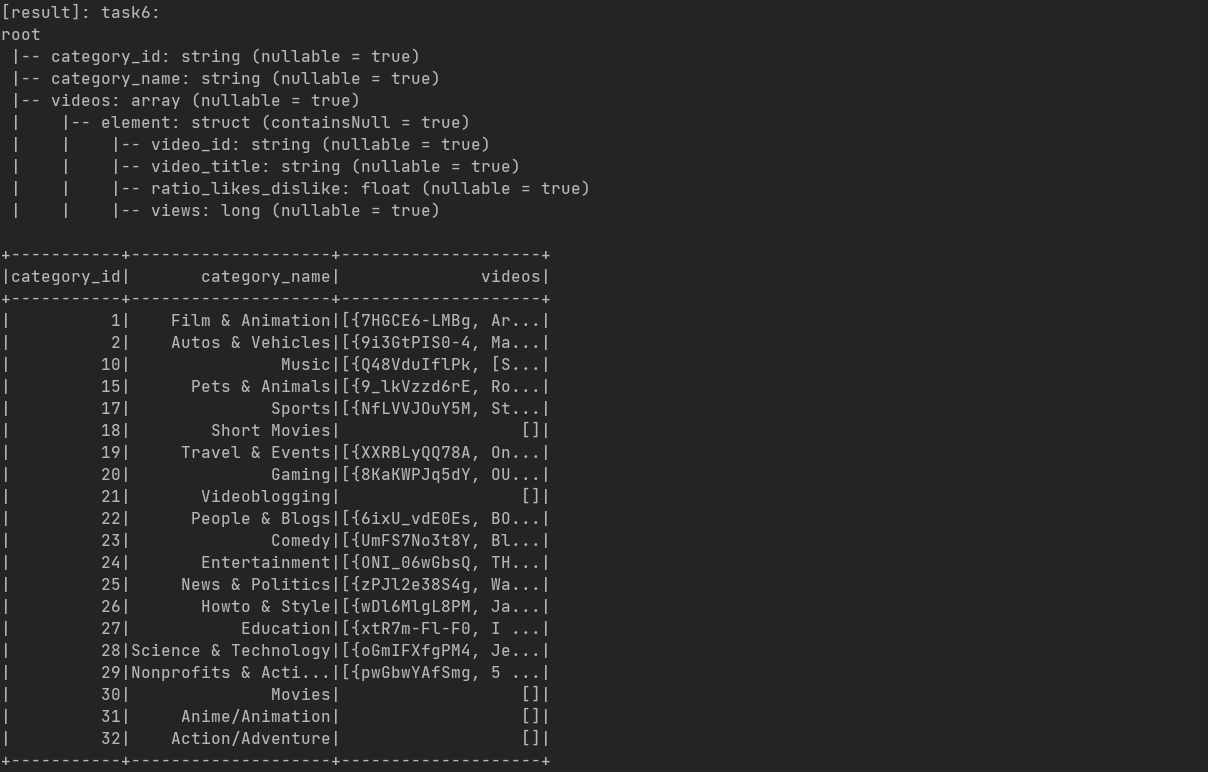 [result]: task6:
root
 |-- category_id: string (nullable = true)
 |-- category_name: string (nullable = true)
 |-- videos: array (nullable = true)
 |    |-- element: struct (containsNull = true)
 |    |    |-- video_id: string (nullable = true)
 |    |    |-- video_title: string (nullable = true)
 |    |    |-- ratio_likes_dislike: float (nullable = true)
 |    |    |-- views: long (nullable = true)

+-----------+--------------------+--------------------+
|category_id|       category_name|              videos|
+-----------+--------------------+--------------------+
|          1|    Film & Animation|[{7HGCE6-LMBg, Ar...|
|          2|    Autos & Vehicles|[{9i3GtPIS0-4, Ma...|
|         10|               Music|[{Q48VduIflPk, [S...|
|         15|      Pets & Animals|[{9_lkVzzd6rE, Ro...|
|         17|              Sports|[{NfLVVJOuY5M, St...|
|         18|        Short Movies|                  []|
|         19|     Travel & Events|[{XXRBLyQQ78A, On...|
|         20|              Gaming|[{8KaKWPJq5dY, OU...|
|         21|       Videoblogging|                  []|
|         22|      People & Blogs|[{6ixU_vdE0Es, BO...|
|         23|              Comedy|[{UmFS7No3t8Y, Bl...|
|         24|       Entertainment|[{ONI_06wGbsQ, TH...|
|         25|     News & Politics|[{zPJl2e38S4g, Wa...|
|         26|       Howto & Style|[{wDl6MlgL8PM, Ja...|
|         27|           Education|[{xtR7m-Fl-F0, I ...|
|         28|Science & Technology|[{oGmIFXfgPM4, Je...|
|         29|Nonprofits & Acti...|[{pwGbwYAfSmg, 5 ...|
|         30|              Movies|                  []|
|         31|     Anime/Animation|                  []|
|         32|    Action/Adventure|                  []|
+-----------+--------------------+--------------------+